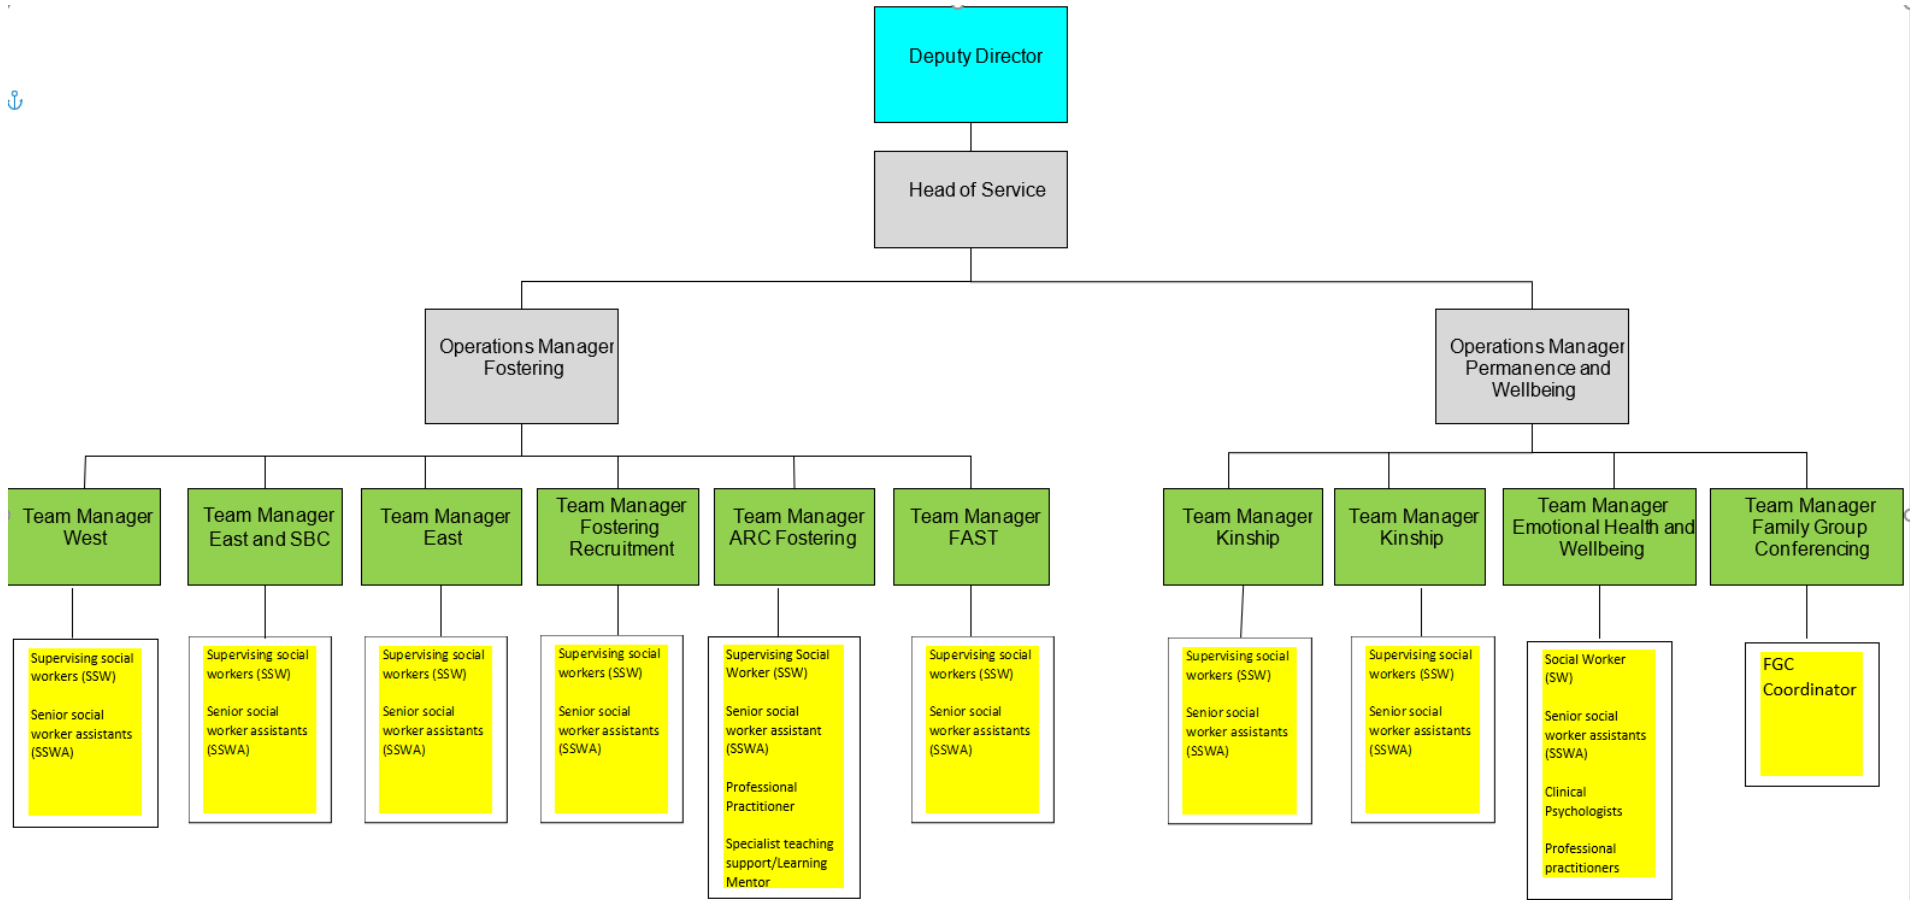 Deputy Director
Head of Service
Operations Manager
Fostering
Operations Manager
Permanence and
Wellbeing
Team Manager
West
Team Manager
East and SBC
Team Manager
East
Team Manager
Fostering
Recruitment
Team Manager
ARC Fostering
Team Manager
FAST
Team Manager
Kinship
Team Manager
Kinship
Team Manager
Emotional Health and
Wellbeing
Team Manager
Family Group
Conferencing
Supervising social
workers (SSW)
Senior social
worker assistants
(SSWA)
Supervising social
workers (SSW)
Senior social
worker assistants
(SSWA)
Supervising social
workers (SSW)
Senior social
worker assistants
(SSWA)
Supervising social
workers (SSW)
Senior social
worker assistants
(SSWA)
Supervising Social
Worker (SSW)
Senior social
worker assistant
(SSWA)
Professional
Practitioner
Specialist teaching
support/Learning
Mentor
Supervising social
workers (SSW)
Senior social
worker assistants
(SSWA)
Supervising social
workers (SSW)
Senior social
worker assistants
(SSWA)
Supervising social
workers (SSW)
Senior social
worker assistants
(SSWA)
Social Worker
(SW)
Senior social
worker assistants
(SSWA)
Clinical
Psychologists
Professional
practitioners
FGC
Coordinator